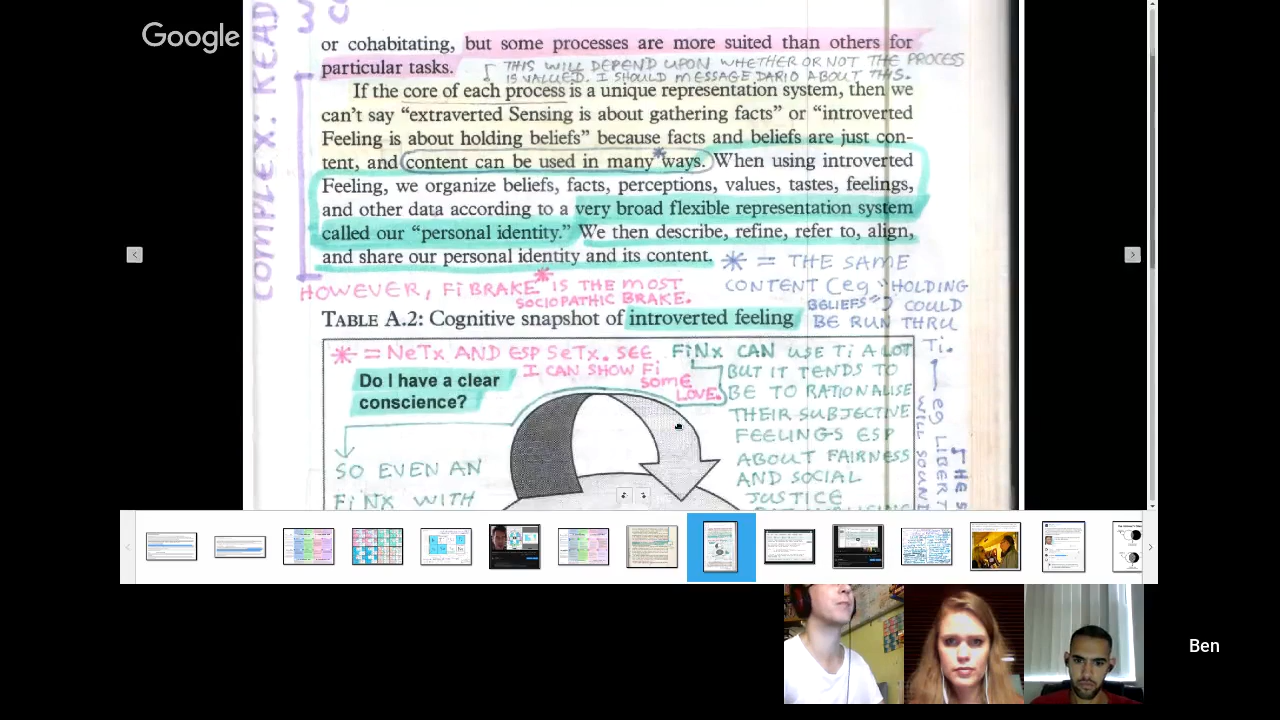 Google
COMPLEX: READ
or cohabitating, but some processes are more suited than others for
particular tasks.
THIS WILL DEPEND UPON WHETHER OR NOT THE PROCESS
IS VALUED. I SHOULD MESSAGE DARIO ABOUT THIS.
If the core of each process is a unique representation system, then we
can't say "extraverted Sensing is about gathering facts" or "introverted
Feeling is about holding beliefs" because facts and beliefs are just con-
tent, and content can be used in many* ways. When using introverted
Feeling, we organize beliefs, facts, perceptions, values, tastes, feelings,
and other data according to a very broad flexible representation system
called our "personal identity." We then describe, refine, refer to, align,
and share our personal identity and its content.
* = THE SAME
CONTENT (eg "HOLDING
BELIEFS") COULD
BE RUN THRU
Ti.
HOWEVER, Fi BRAKE* IS THE MOST
SOCIOPATHIC BRAKE.
TABLE A.2: Cognitive snapshot of introverted feeling
* = NeTx AND ESP SeTx. SEE,
I CAN SHOW Fi
SOME
LOVE.
Do I have a clear
conscience?
SO EVEN AN
FiNx WITH
FiNx CAN USE Ti A LOT
BUT IT TENDS TO
BE TO RATIONALISE
THEIR SUBJECTIVE
FEELINGS ESP
ABOUT FAIRNESS
AND SOCIAL
JUSTICE
eg LIBERT
WILL SOUN
Ben